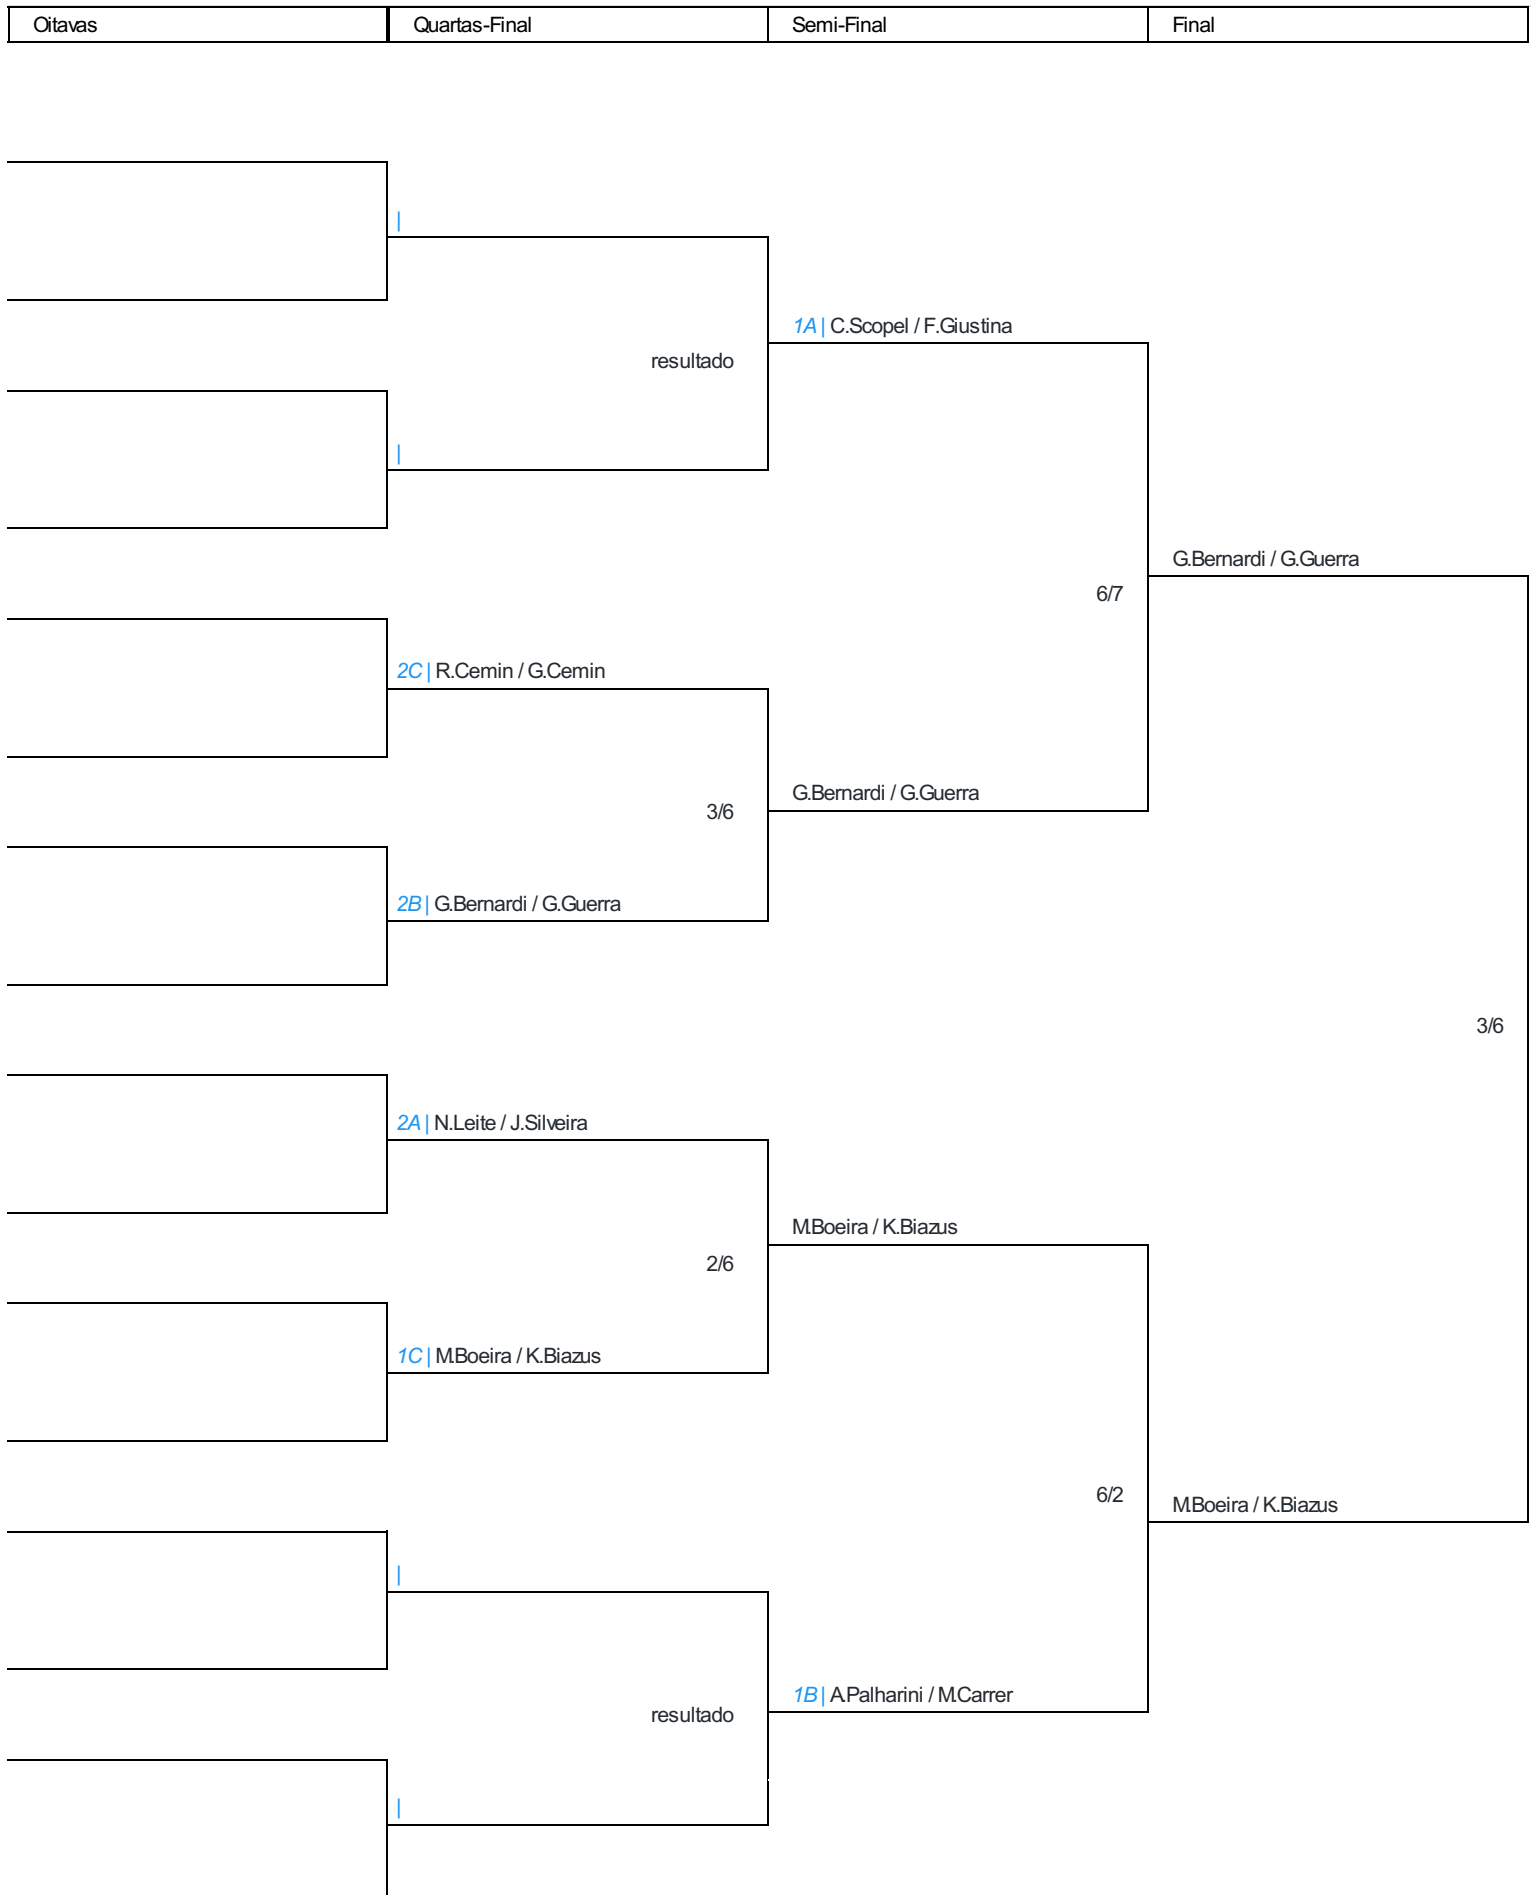 Oitavas
Quartas-Final
Semi-Final
Final
|
1A | C.Scopel / F.Giustina
resultado
|
G.Bernardi / G.Guerra
6/7
2C | R.Cemin / G.Cemin
G.Bernardi / G.Guerra
3/6
2B | G.Bernardi / G.Guerra
3/6
2A | N.Leite / J.Silveira
M.Boeira / K.Biazus
2/6
1C | M.Boeira / K.Biazus
6/2
M.Boeira / K.Biazus
|
1B | A.Palharini / M.Carrer
resultado
|